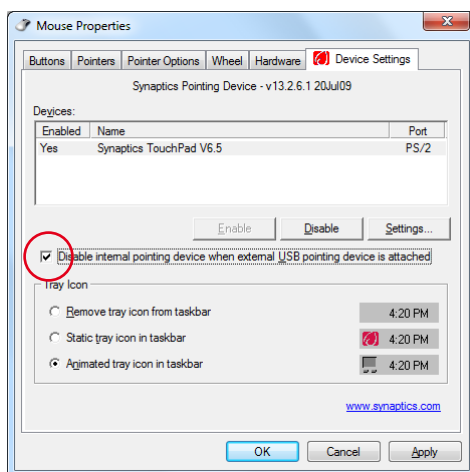 Mouse Properties
Buttons Pointers Pointer Options Wheel Hardware Device Settings
Synaptics Pointing Device - v13.2.6.1 20Jul09
Devices:
Enabled Name Port
Yes Synaptics TouchPad V6.5 PS/2
Enable Disable Settings...
Disable internal pointing device when external USB pointing device is attached
Tray Icon
Remove tray icon from taskbar 4:20 PM
Static tray icon in taskbar 4:20 PM
Animated tray icon in taskbar 4:20 PM
www.synaptics.com
OK Cancel Apply